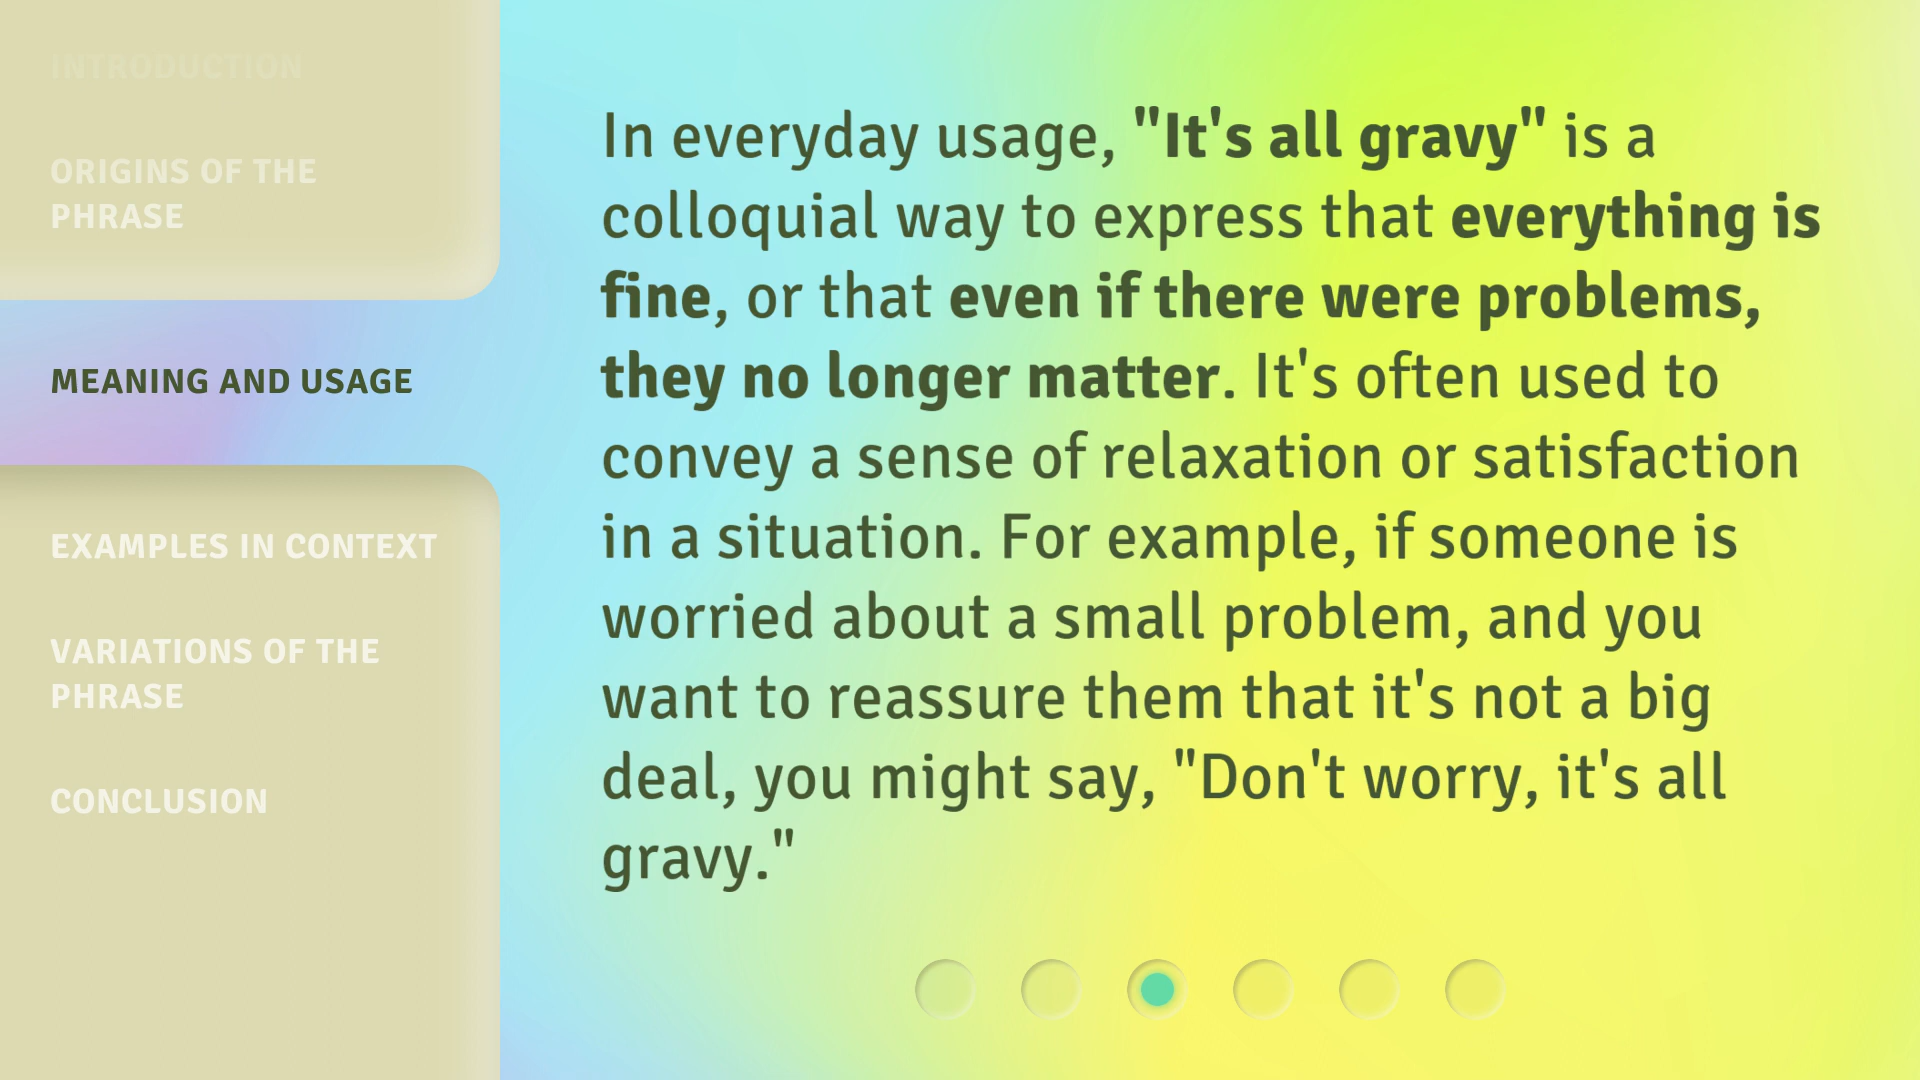 INTRODUCTION
ORIGINS OF THE
PHRASE
MEANING AND USAGE
EXAMPLES IN CONTEXT
VARIATIONS OF THE
PHRASE
CONCLUSION
In everyday usage, "It's all gravy" is a
colloquial way to express that everything is
fine, or that even if there were problems,
they no longer matter. It's often used to
convey a sense of relaxation or satisfaction
in a situation. For example, if someone is
worried about a small problem, and you
want to reassure them that it's not a big
deal, you might say, "Don't worry, it's all
gravy."